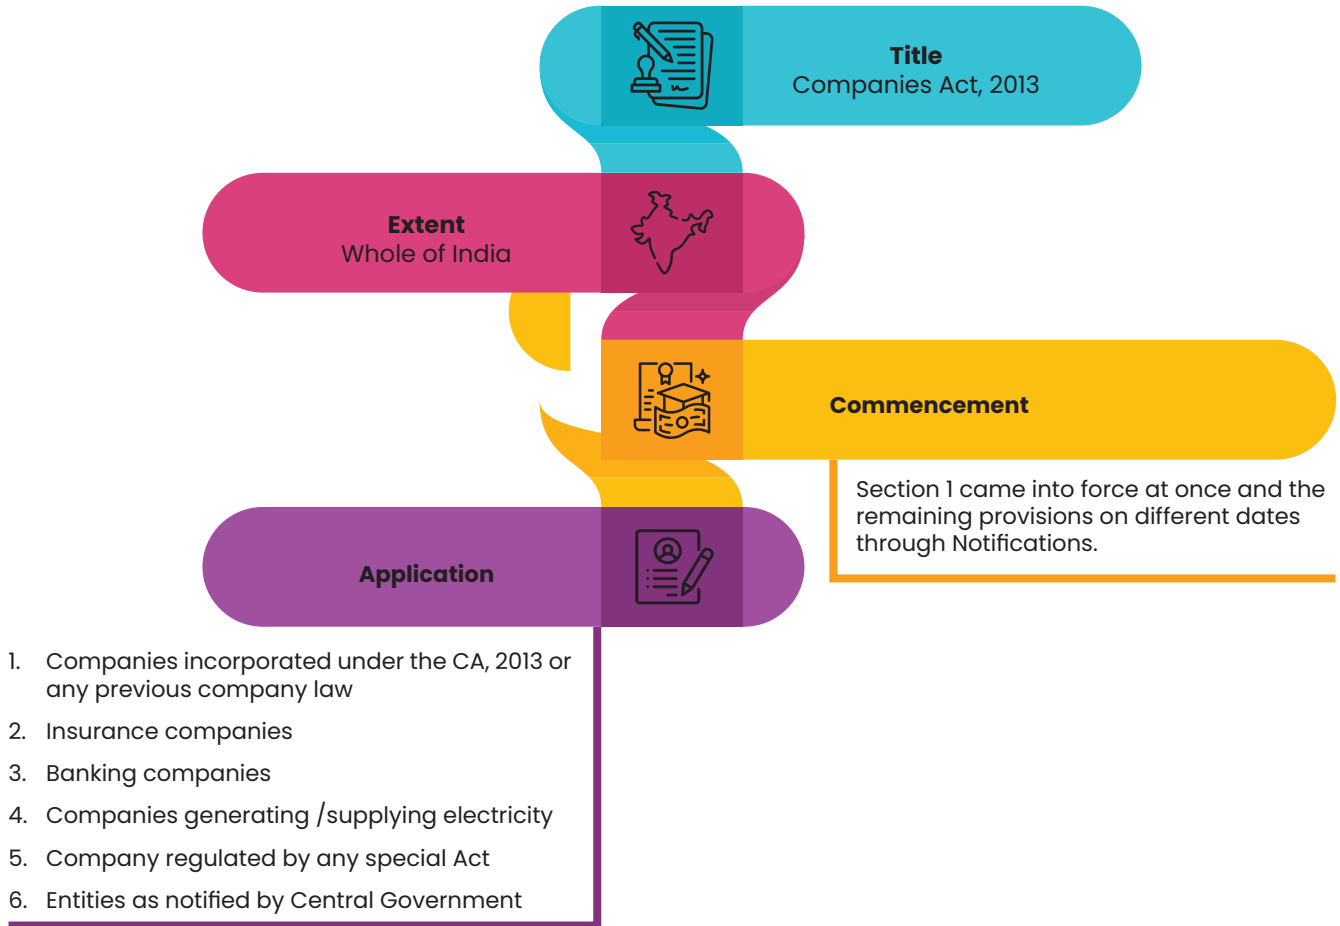 Title
Companies Act, 2013
Extent
Whole of India
Commencement
Section 1 came into force at once and the
remaining provisions on different dates
through Notifications.
Application
1. Companies incorporated under the CA, 2013 or
any previous company law
2. Insurance companies
3. Banking companies
4. Companies generating /supplying electricity
5. Company regulated by any special Act
6. Entities as notified by Central Government